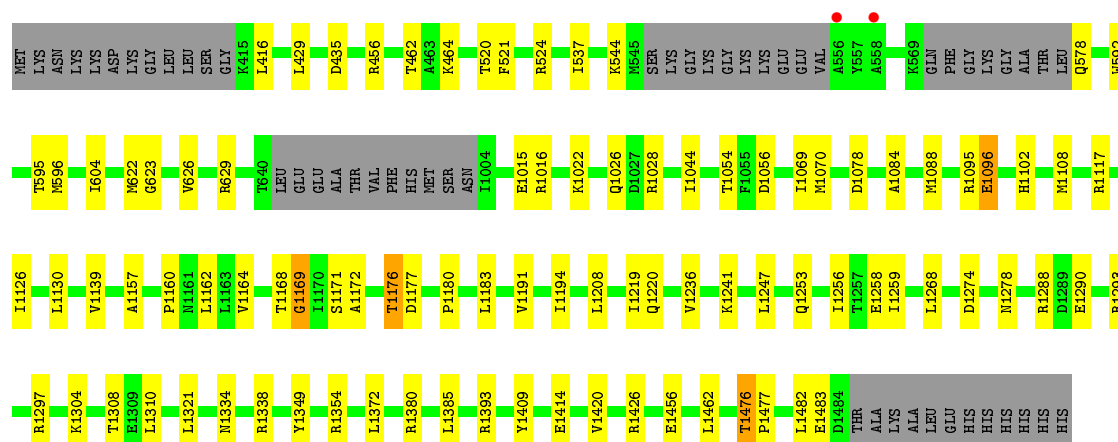 MET LYS ASN LYS LYS ASP LYS GLY LEU LEU SER GLY K415 L416 L429 D435 R456 T462 A463 K464 T520 F521 R524 I537 K544 M545 SER LYS GLY LYS GLY LYS LYS GLU GLU VAL A556 Y557 A558 K569 GLN PHE GLY LYS GLY ALA THR LEU Q578 W592
T595 M596 I604 M622 G623 V626 R629 T640 LEU GLU GLU ALA THR VAL PHE HIS MET SER ASN I1004 E1015 R1016 K1022 Q1026 D1027 R1028 I1044 T1054 F1055 D1056 I1069 M1070 D1078 A1084 M1088 R1095 E1096 H1102 M1108 R1117
I1126 L1130 V1139 A1157 P1160 N1161 L1162 L1163 V1164 T1168 G1169 I1170 S1171 A1172 T1176 D1177 P1180 L1183 V1191 I1194 L1208 I1219 Q1220 V1236 K1241 L1247 Q1253 I1256 T1257 E1258 I1259 L1268 D1274 N1278 R1288 D1289 E1290 R1293
R1297 K1304 T1308 E1309 L1310 L1321 N1334 R1338 Y1349 R1354 L1372 R1380 L1385 R1393 Y1409 E1414 V1420 R1426 E1456 L1462 T1476 P1477 L1482 E1483 D1484 THR ALA LYS ALA LEU GLU HIS HIS HIS HIS HIS HIS